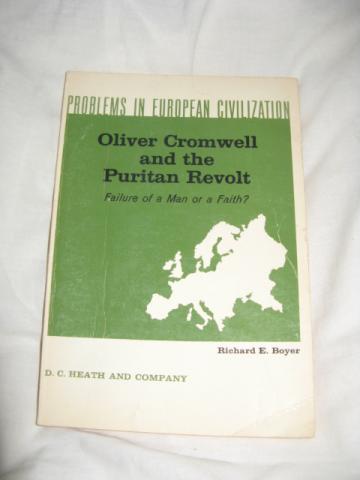 PROBLEMS IN EUROPEAN CIVILIZATION
Oliver Cromwell
and the
Puritan Revolt
Failure of a Man or a Faith?
Richard E. Boyer
D. C. HEATH AND COMPANY